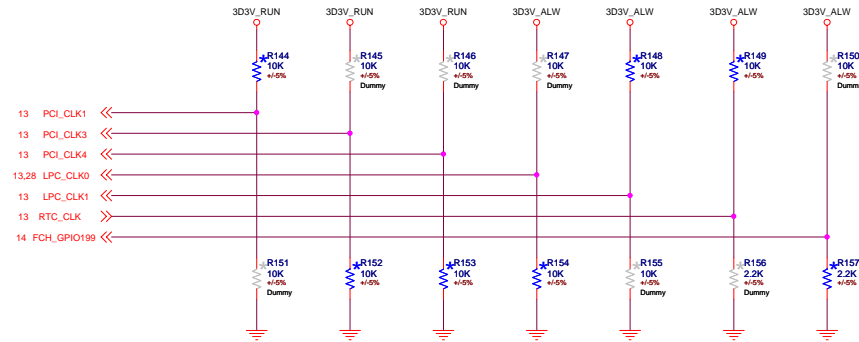 3D3V_RUN 3D3V_RUN 3D3V_RUN 3D3V_ALW 3D3V_ALW 3D3V_ALW 3D3V_ALW
*R144 *R145 *R146 *R147 *R148 *R149 *R150
10K 10K 10K 10K 10K 10K 10K
+/-5% +/-5% +/-5% +/-5% +/-5% +/-5% +/-5%
Dummy Dummy Dummy Dummy
13 PCI_CLK1
13 PCI_CLK3
13 PCI_CLK4
13,28 LPC_CLK0
13 LPC_CLK1
13 RTC_CLK
14 FCH_GPIO199
*R151 *R152 *R153 *R154 *R155 *R156 *R157
10K 10K 10K 10K 10K 2.2K 2.2K
+/-5% +/-5% +/-5% +/-5% +/-5% +/-5% +/-5%
Dummy Dummy Dummy